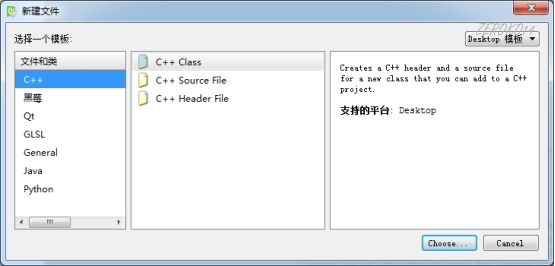 新建文件
选择一个模板:
Desktop 模板
文件和类
C++
黑莓
Qt
GLSL
General
Java
Python
C++ Class
C++ Source File
C++ Header File
Creates a C++ header and a source file
for a new class that you can add to a C++
project.
支持的平台: Desktop
Choose...
Cancel